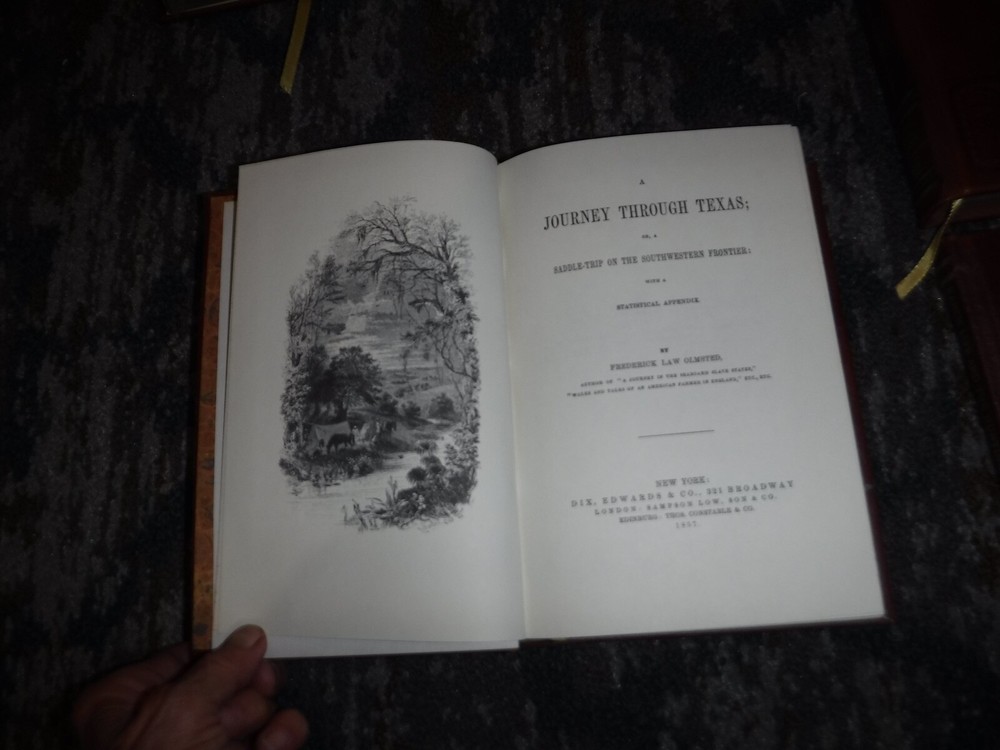 A
JOURNEY THROUGH TEXAS;
OR, A
SADDLE-TRIP ON THE SOUTHWESTERN FRONTIER:
WITH A
STATISTICAL APPENDIX.
BY
FREDERICK LAW OLMSTED,
AUTHOR OF "A JOURNEY IN THE SEABOARD SLAVE STATES,"
"WALKS AND TALKS OF AN AMERICAN FARMER IN ENGLAND," ETC., ETC.
NEW YORK:
DIX, EDWARDS & CO., 321 BROADWAY
LONDON: SAMPSON LOW, SON & CO.
EDINBURG: THOS. CONSTABLE & CO.
1857.